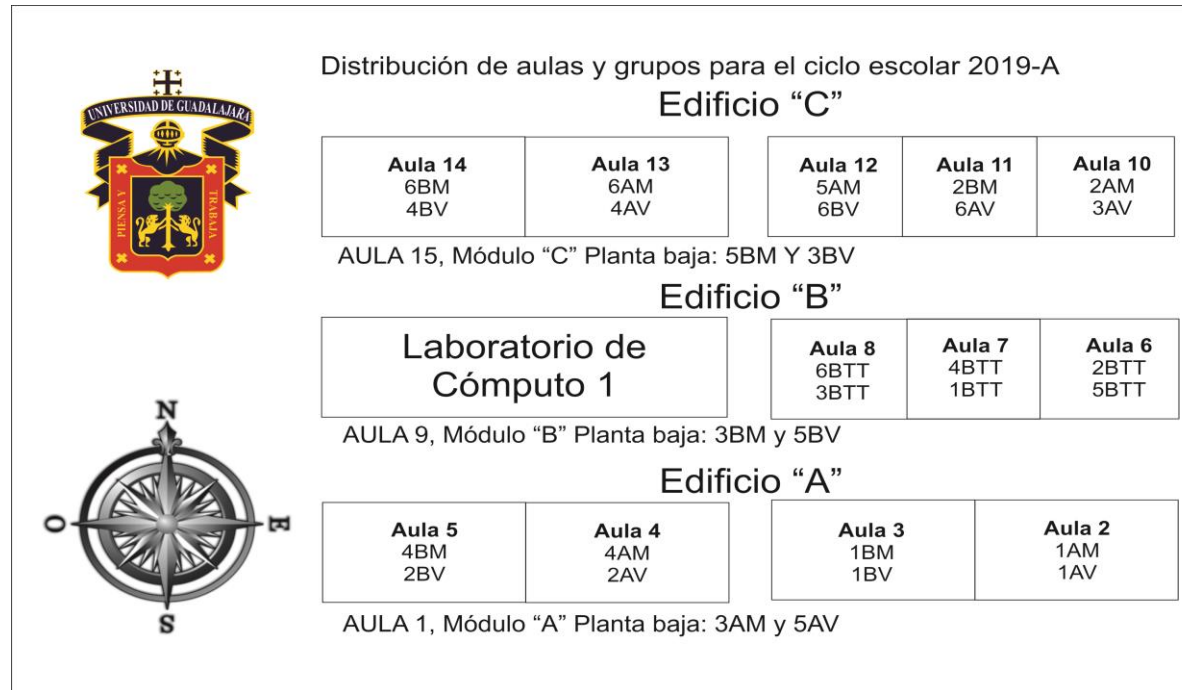 Distribución de aulas y grupos para el ciclo escolar 2019-A
UNIVERSIDAD DE GUADALAJARA
PIENSA Y
TRABAJA
Edificio “C”
Aula 14
6BM
4BV
Aula 13
6AM
4AV
Aula 12
5AM
6BV
Aula 11
2BM
6AV
Aula 10
2AM
3AV
AULA 15, Módulo “C” Planta baja: 5BM Y 3BV
Edificio “B”
Laboratorio de
Cómputo 1
Aula 8
6BTT
3BTT
Aula 7
4BTT
1BTT
Aula 6
2BTT
5BTT
AULA 9, Módulo “B” Planta baja: 3BM y 5BV
N
O
E
S
Edificio “A”
Aula 5
4BM
2BV
Aula 4
4AM
2AV
Aula 3
1BM
1BV
Aula 2
1AM
1AV
AULA 1, Módulo “A” Planta baja: 3AM y 5AV